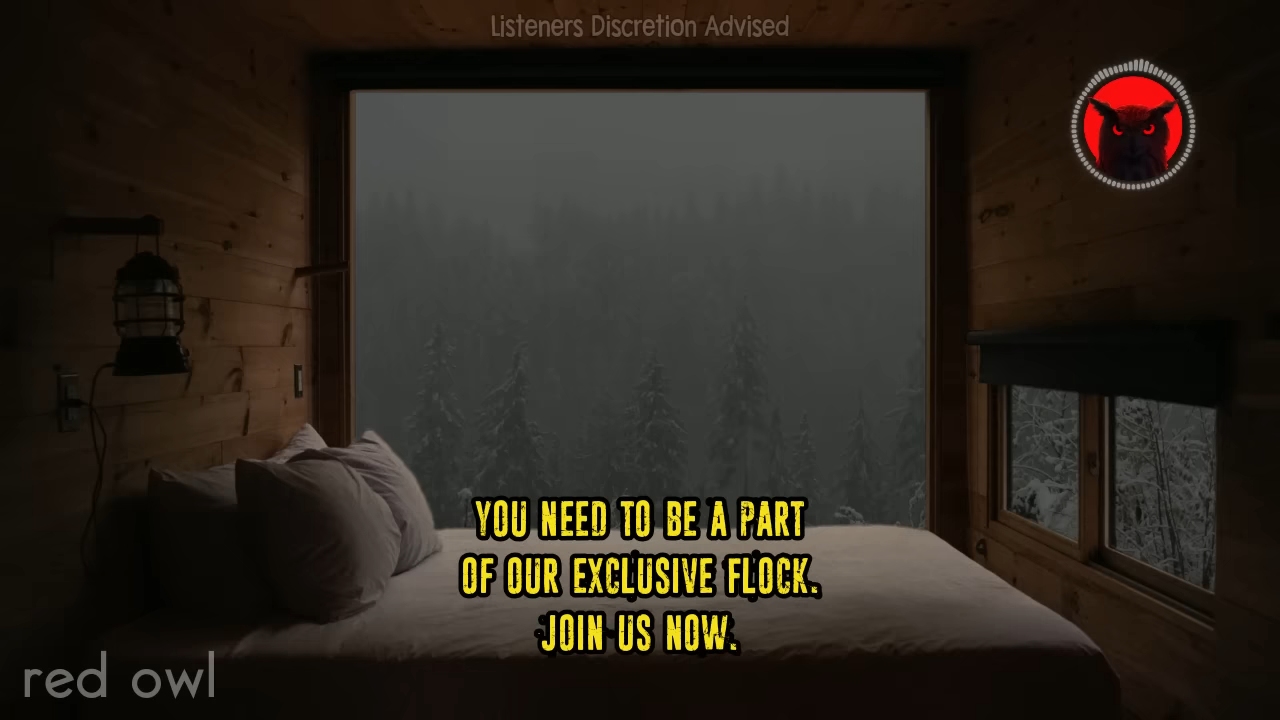 Listeners Discretion Advised
YOU NEED TO BE A PART
OF OUR EXCLUSIVE FLOCK.
JOIN US NOW.
red owl